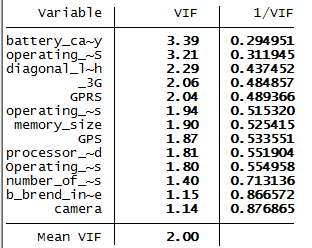 Variable VIF 1/VIF
battery_ca~y 3.39 0.294951
operating_~S 3.21 0.311945
diagonal_l~h 2.29 0.437452
_3G 2.06 0.484857
GPRS 2.04 0.489366
operating_~s 1.94 0.515320
memory_size 1.90 0.525415
GPS 1.87 0.533551
processor_~d 1.81 0.551904
Operating_~s 1.80 0.554958
number_of_~s 1.40 0.713136
b_brend_in~e 1.15 0.866572
camera 1.14 0.876865
Mean VIF 2.00